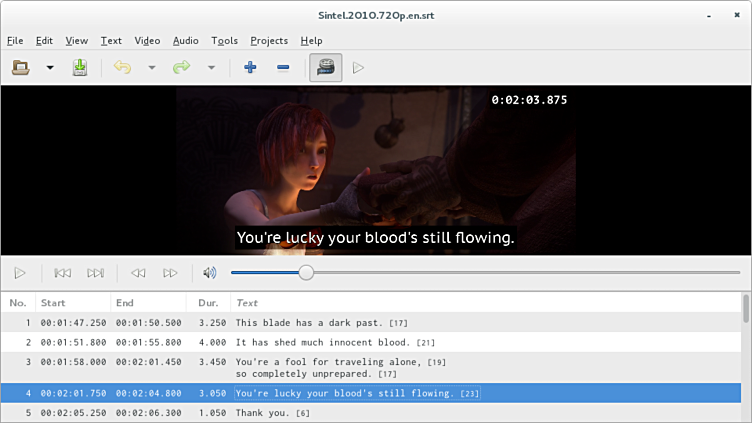 Sintel.2010.720p.en.srt
File Edit View Text Video Audio Tools Projects Help
0:02:03.875
You're lucky your blood's still flowing.
No. Start End Dur. Text
1 00:01:47.250 00:01:50.500 3.250 This blade has a dark past. [17]
2 00:01:51.800 00:01:55.800 4.000 It has shed much innocent blood. [21]
3 00:01:58.000 00:02:01.450 3.450 You're a fool for traveling alone, [19]
so completely unprepared. [17]
4 00:02:01.750 00:02:04.800 3.050 You're lucky your blood's still flowing. [23]
5 00:02:05.250 00:02:06.300 1.050 Thank you. [6]